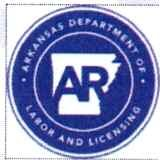 ARKANSAS DEPARTMENT OF
AR
LABOR AND LICENSING